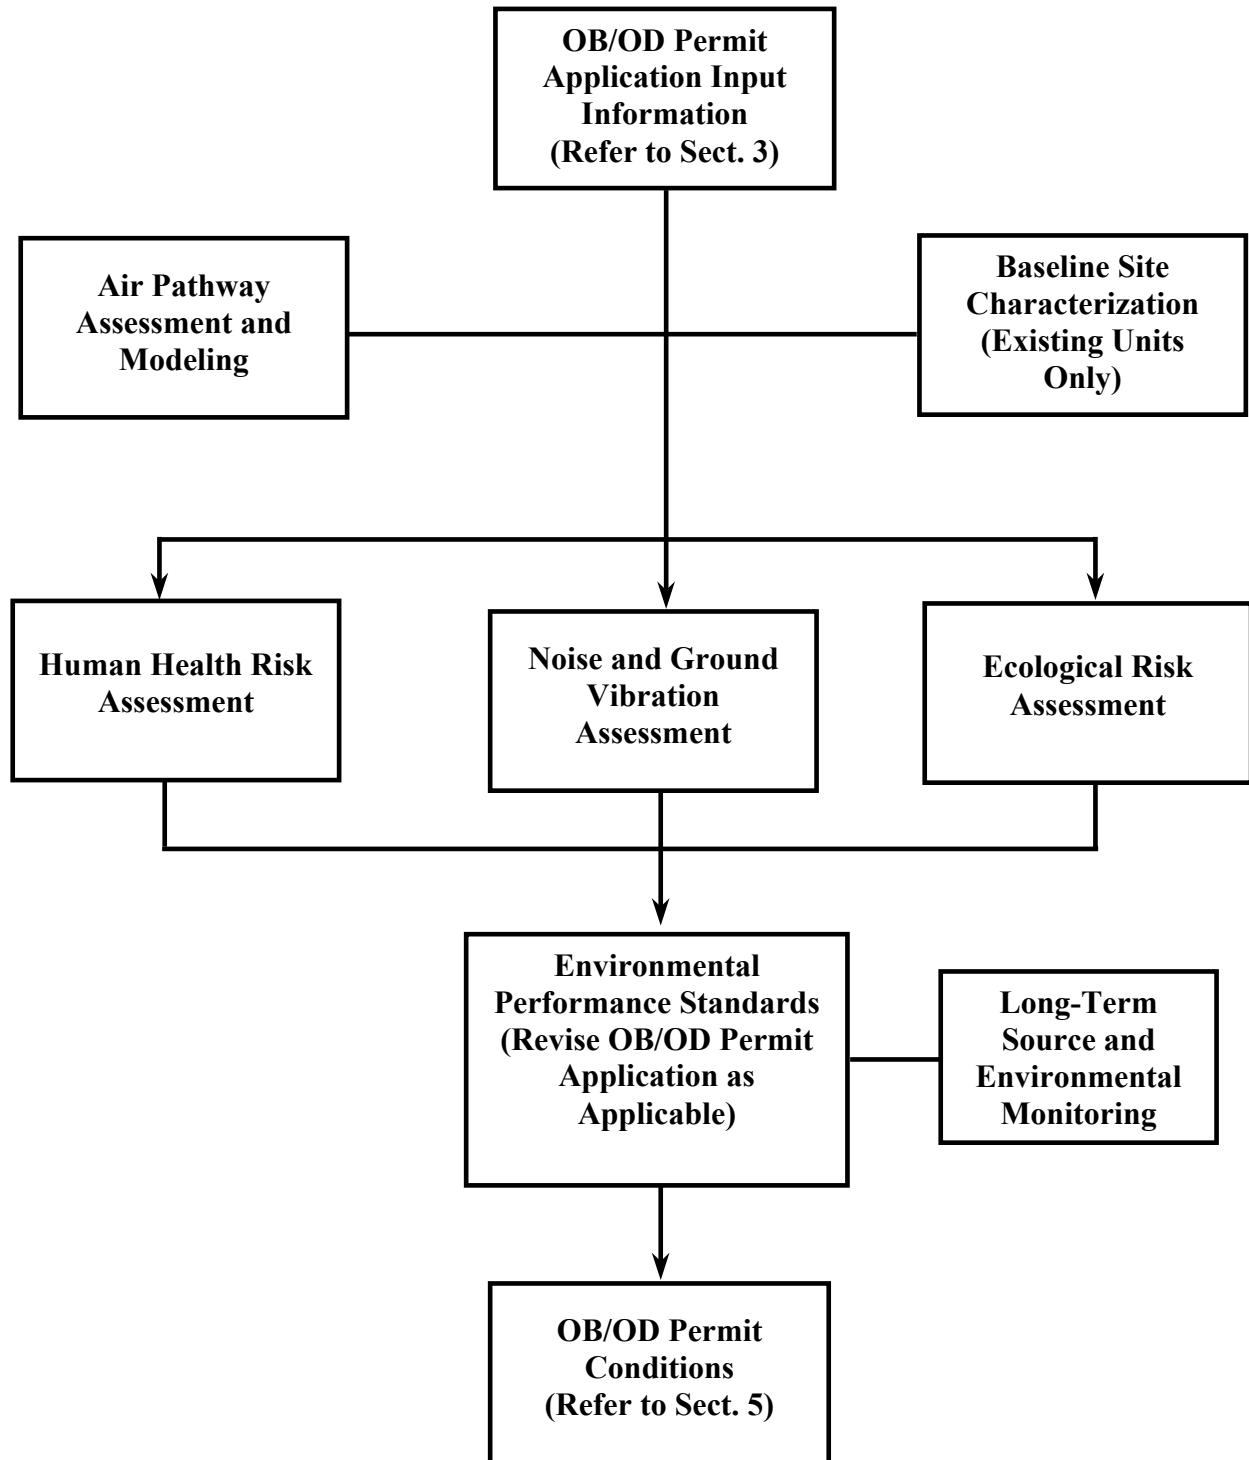 OB/OD Permit
Application Input
Information
(Refer to Sect. 3)
Air Pathway
Assessment and
Modeling
Baseline Site
Characterization
(Existing Units
Only)
Human Health Risk
Assessment
Noise and Ground
Vibration
Assessment
Ecological Risk
Assessment
Environmental
Performance Standards
(Revise OB/OD Permit
Application as
Applicable)
Long-Term
Source and
Environmental
Monitoring
OB/OD Permit
Conditions
(Refer to Sect. 5)